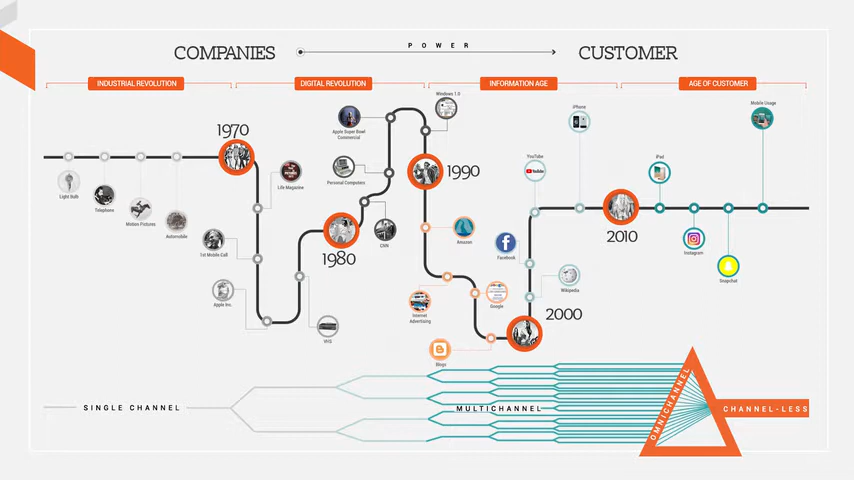 COMPANIES
POWER
CUSTOMER
INDUSTRIAL REVOLUTION
DIGITAL REVOLUTION
INFORMATION AGE
AGE OF CUSTOMER
1970
Light Bulb
Telephone
Motion Pictures
Automobile
Life Magazine
1st Mobile Call
Apple Inc.
VHS
1980
Apple Super Bowl
Commercial
Personal Computers
CNN
Windows 1.0
1990
Amazon
Internet
Advertising
Google
Blogs
2000
Facebook
Wikipedia
YouTube
iPhone
2010
iPad
Instagram
Snapchat
Mobile Usage
SINGLE CHANNEL
MULTICHANNEL
OMNICHANNEL
CHANNEL-LESS